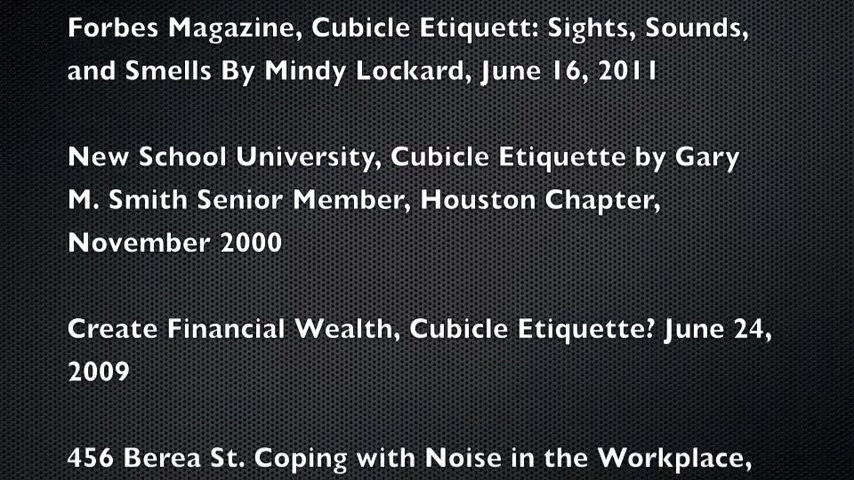 Forbes Magazine, Cubicle Etiquett: Sights, Sounds,
and Smells By Mindy Lockard, June 16, 2011
New School University, Cubicle Etiquette by Gary
M. Smith Senior Member, Houston Chapter,
November 2000
Create Financial Wealth, Cubicle Etiquette? June 24,
2009
456 Berea St. Coping with Noise in the Workplace,